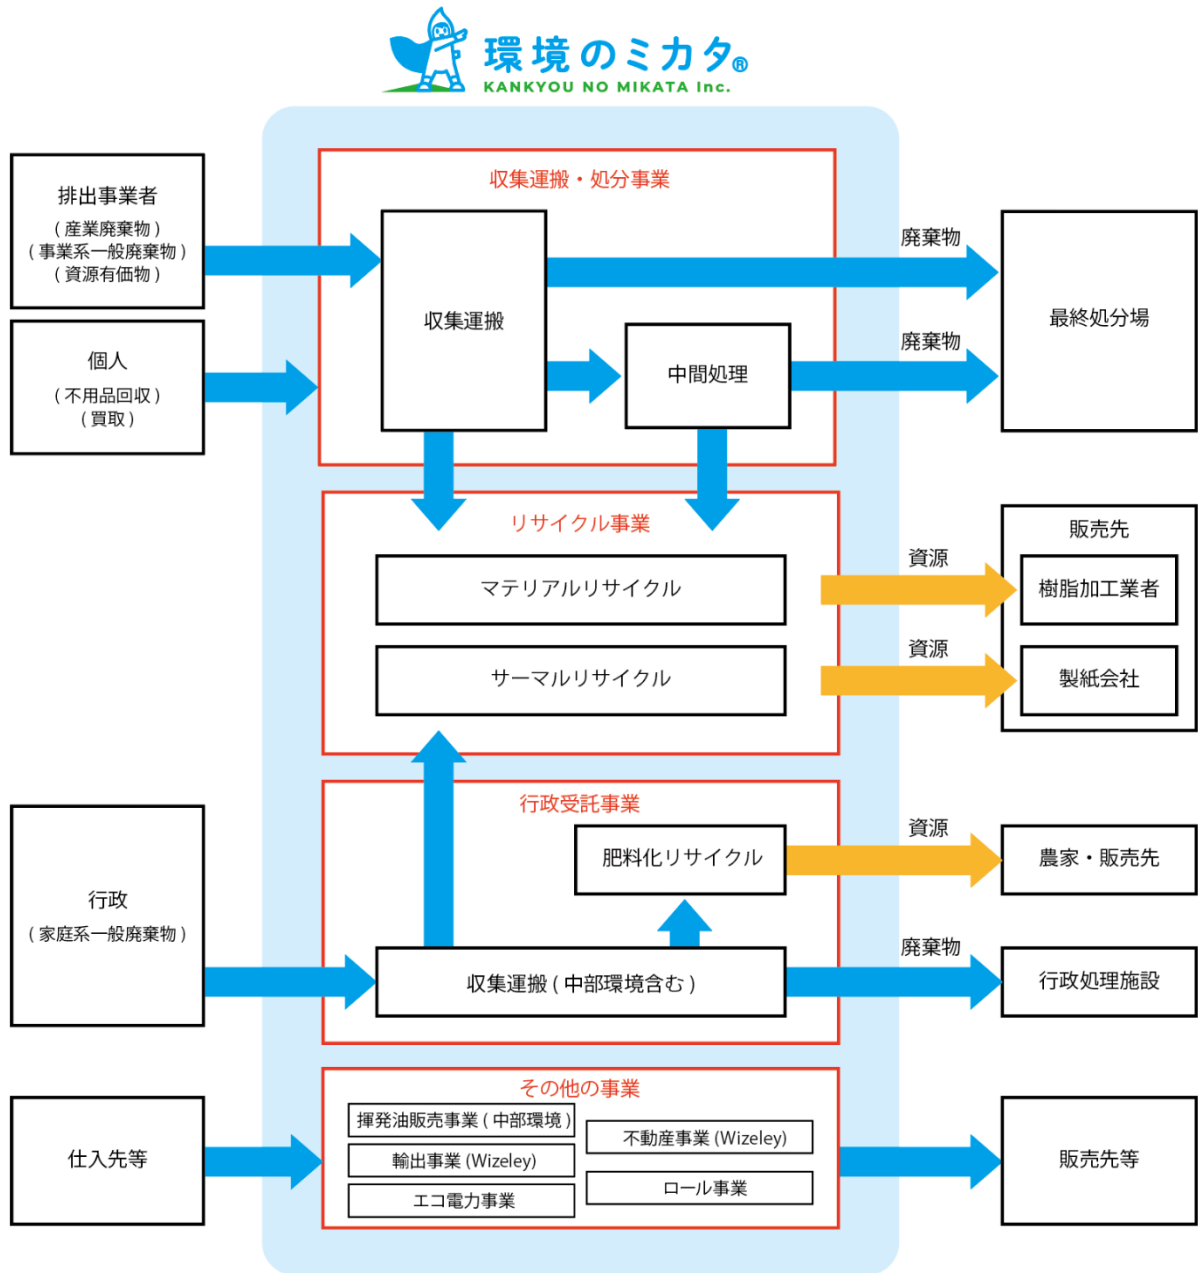 環境のミカタ®
KANKYOU NO MIKATA Inc.
排出事業者
(産業廃棄物)
(事業系一般廃棄物)
(資源有価物)
個人
(不用品回収)
(買取)
収集運搬・処分事業
収集運搬
中間処理
廃棄物
廃棄物
最終処分場
リサイクル事業
マテリアルリサイクル
サーマルリサイクル
資源
資源
販売先
樹脂加工業者
製紙会社
行政
(家庭系一般廃棄物)
行政受託事業
肥料化リサイクル
収集運搬(中部環境含む)
資源
廃棄物
農家・販売先
行政処理施設
仕入先等
その他の事業
揮発油販売事業(中部環境)
輸出事業(Wizeley)
エコ電力事業
不動産事業(Wizeley)
ロール事業
販売先等